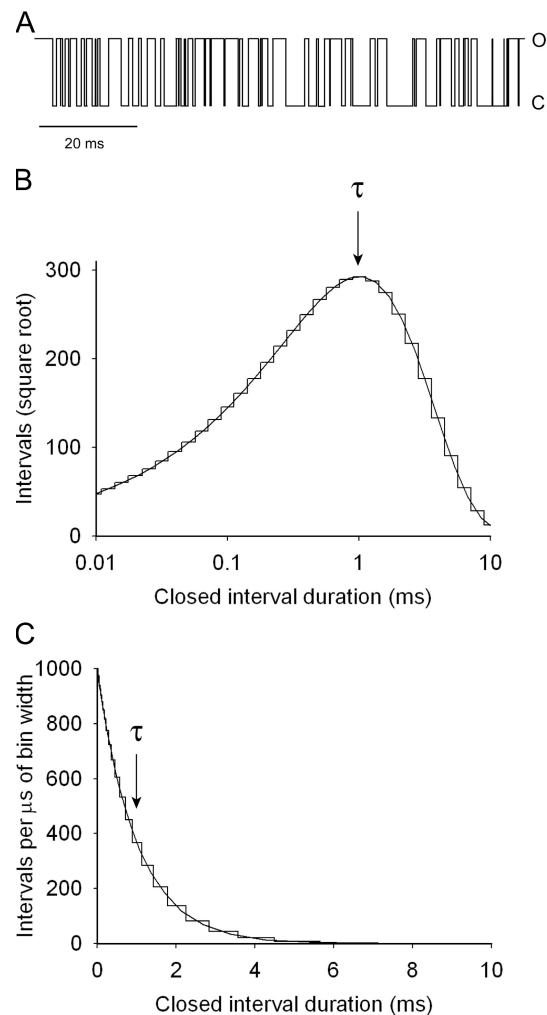 A
O
C
20 ms
B
τ
Intervals (square root)
300
200
100
0
0.01 0.1 1 10
Closed interval duration (ms)
C
τ
Intervals per μs of bin width
1000
800
600
400
200
0
0 2 4 6 8 10
Closed interval duration (ms)